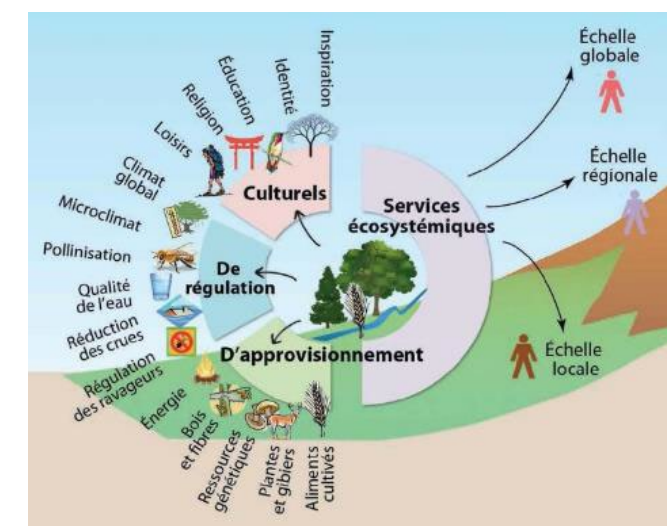 Inspiration
Identité
Éducation
Religion
Loisirs
Climat
global
Microclimat
Pollinisation
Qualité
de l'eau
Réduction
des crues
Régulation
des ravageurs
Énergie
Bois
et fibres
Ressources
génétiques
Plantes
et gibiers
Aliments
cultivés
Culturels
De
régulation
D'approvisionnement
Services
écosystémiques
Échelle
globale
Échelle
régionale
Échelle
locale